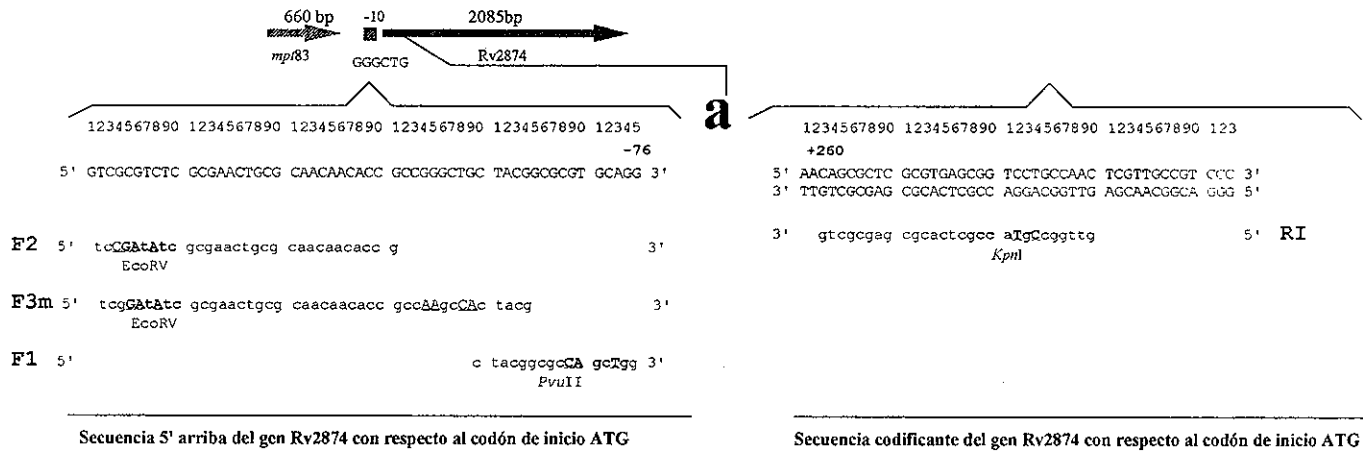 660 bp -10 2085bp
mpt83 Rv2874
GGGCTG
a
1234567890 1234567890 1234567890 1234567890 1234567890 12345
-76
5' GTCGCGTCTC GCGAACTGCG CAACAACACC GCCGGGCTGC TACGGCGCGT GCAGG 3'
F2 5' tcCGAtAtc gcgaactgcg caacaacacc g 3'
EcoRV
F3m 5' tcgGAtAtc gcgaactgcg caacaacacc gccAAgcCAc tacg 3'
EcoRV
F1 5' c tacggcgcCA gcTgg 3'
PvuII
Secuencia 5' arriba del gen Rv2874 con respecto al codón de inicio ATG
1234567890 1234567890 1234567890 1234567890 123
+260
5' AACAGCGCTC GCGTGAGCGG TCCTGCCAAC TCGTTGCCGT CCC 3'
3' TTGTCGCGAG CGCACTCGCC AGGACGGTTG AGCAACGGCA GGG 5'
3' gtcgcgag cgcactcgcc aTgCcggttg 5' RI
KpnI
Secuencia codificante del gen Rv2874 con respecto al codón de inicio ATG